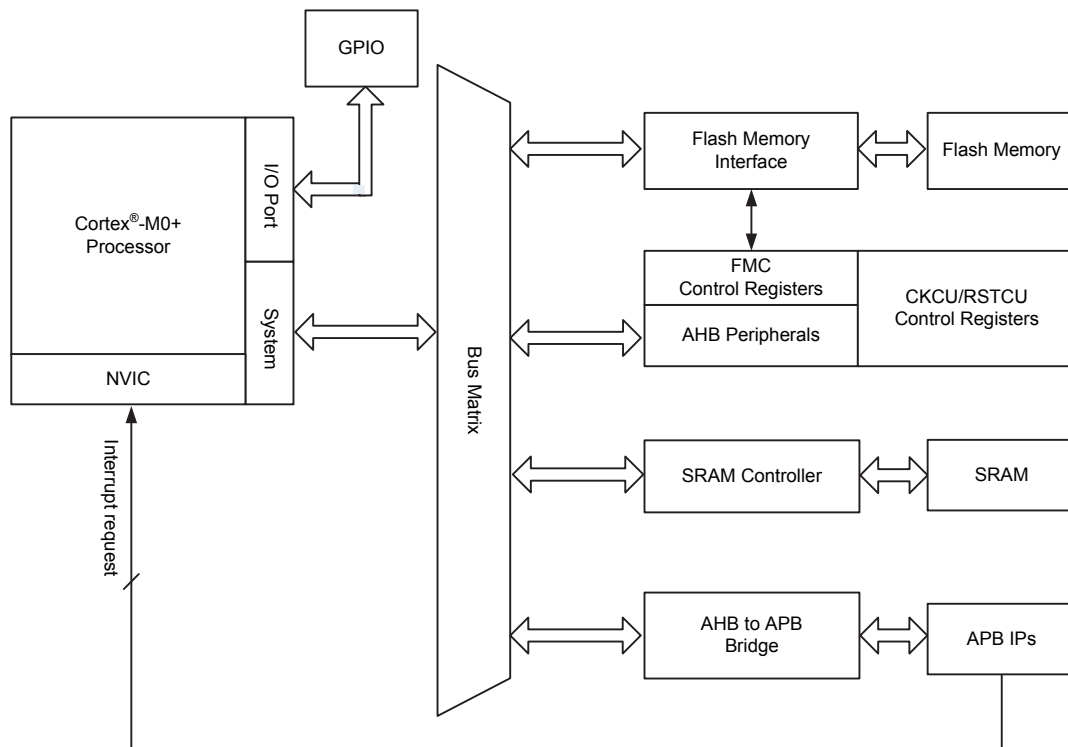 GPIO
Cortex®-M0+
Processor
I/O Port
System
NVIC
Interrupt request
Bus Matrix
Flash Memory
Interface
Flash Memory
FMC
Control Registers
AHB Peripherals
CKCU/RSTCU
Control Registers
SRAM Controller
SRAM
AHB to APB
Bridge
APB IPs